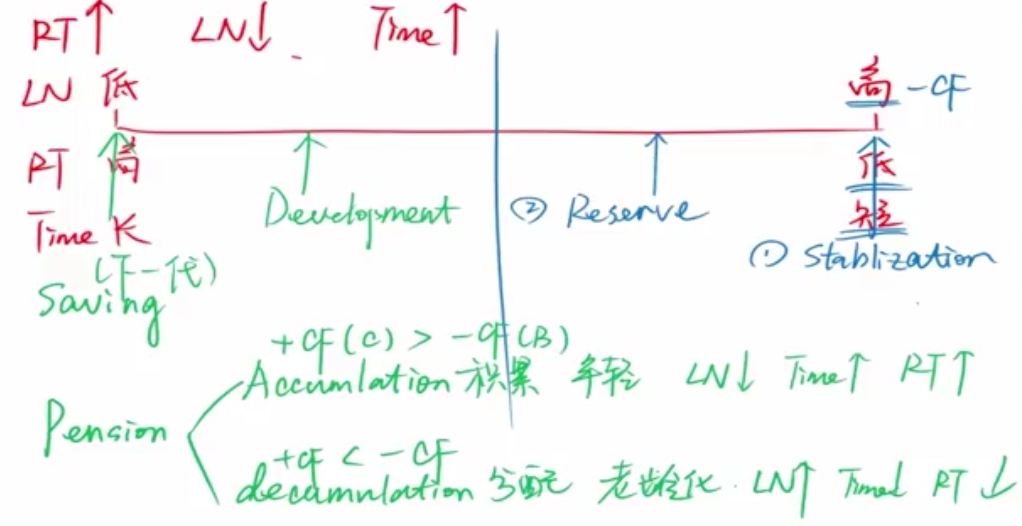 RT↑ LN↓ Time↑
LN 低 高 -CF
RT 高 低
Development ② Reserve
Time 长 短
(下一代) ① Stablization
Saving
+CF(C) > -CF(B)
Accumlation 积累 年轻 LN↓ Time↑ RT↑
Pension
+CF < -CF
decumnlation 分配 老龄化 LN↑ Time↓ RT↓